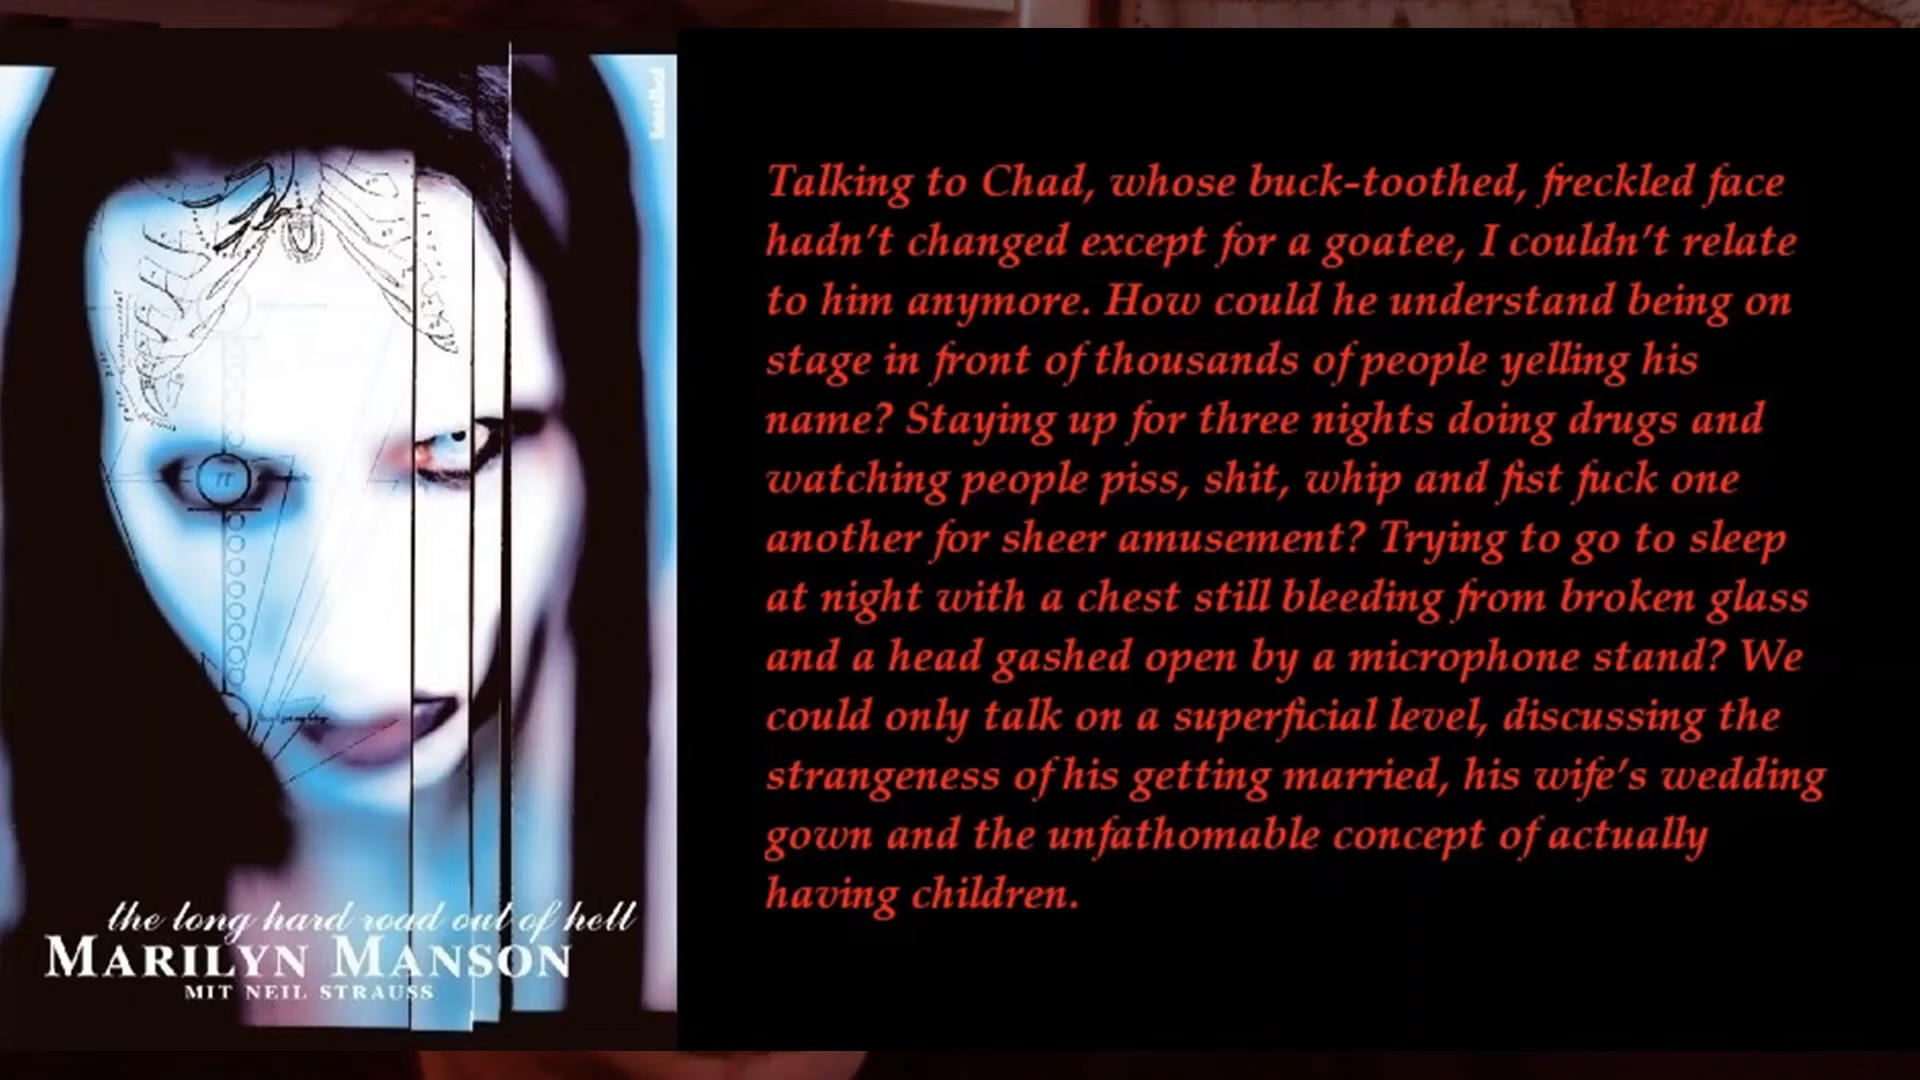 Talking to Chad, whose buck-toothed, freckled face
hadn't changed except for a goatee, I couldn't relate
to him anymore. How could he understand being on
stage in front of thousands of people yelling his
name? Staying up for three nights doing drugs and
watching people piss, shit, whip and fist fuck one
another for sheer amusement? Trying to go to sleep
at night with a chest still bleeding from broken glass
and a head gashed open by a microphone stand? We
could only talk on a superficial level, discussing the
strangeness of his getting married, his wife's wedding
gown and the unfathomable concept of actually
having children.
the long hard road out of hell
MARILYN MANSON
MIT NEIL STRAUSS